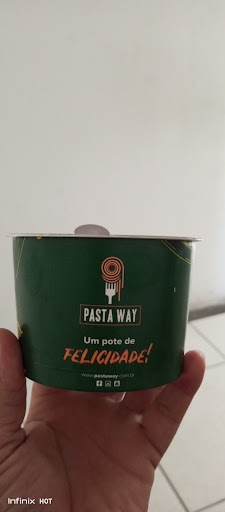 PASTA WAY
Um pote de
FELICIDADE!
www.pastaway.com.br
Infinix HOT